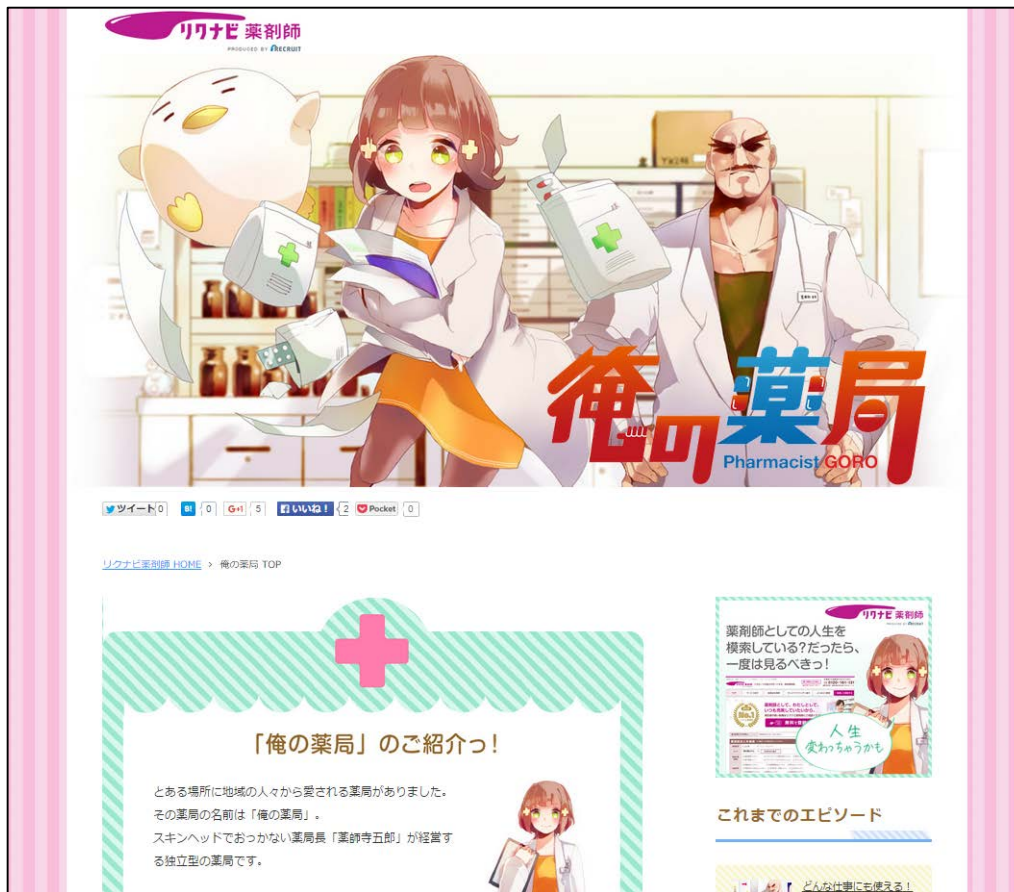 リクナビ薬剤師
PRODUCED BY RECRUIT
俺の薬局
Pharmacist GORO
ツイート 0
B! 0
G+1 5
いいね! 2
Pocket 0
リクナビ薬剤師 HOME › 俺の薬局 TOP
「俺の薬局」のご紹介っ!
とある場所に地域の人々から愛される薬局がありました。
その薬局の名前は「俺の薬局」。
スキンヘッドでおっかない薬局長「薬師寺五郎」が経営す
る独立型の薬局です。
リクナビ薬剤師
薬剤師としての人生を
模索している?だったら、
一度は見るべきっ!
No.1
人生
変わっちゃうかも
これまでのエピソード
どんな仕事にも使える!